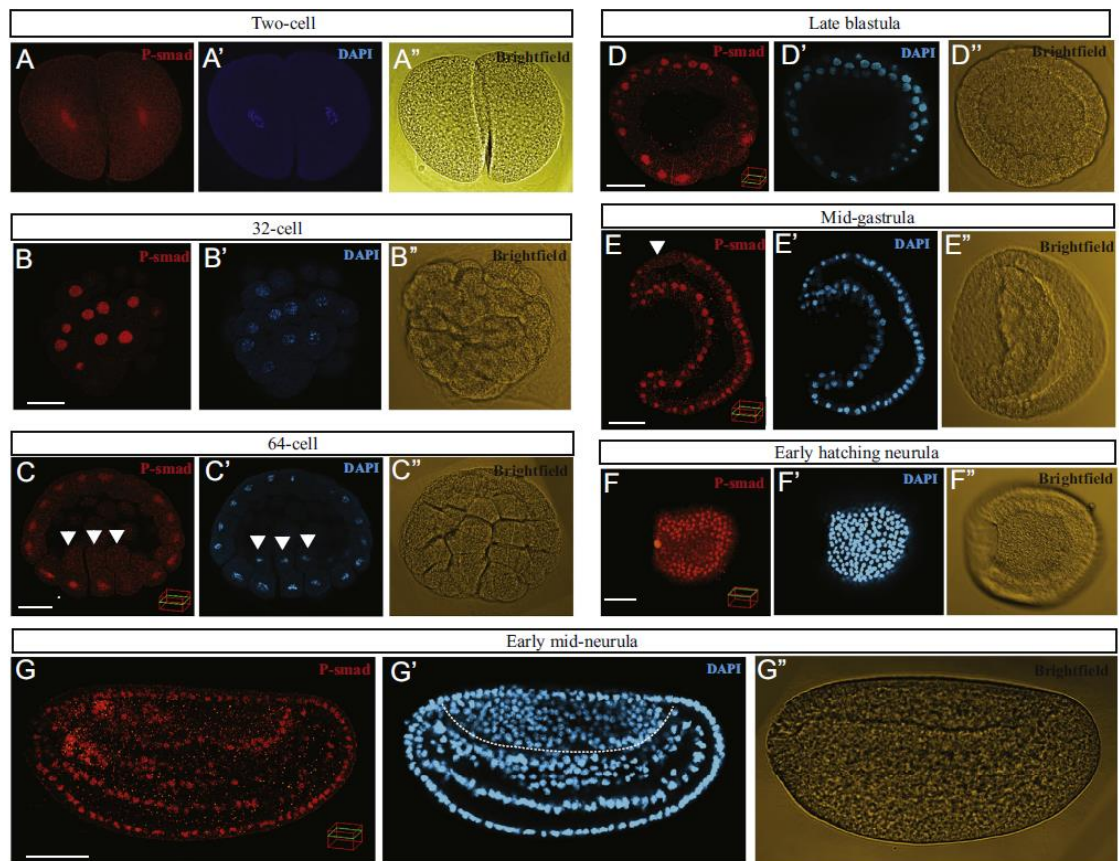 Two-cell
A P-smad A' DAPI A" Brightfield
32-cell
B P-smad B' DAPI B" Brightfield
64-cell
C P-smad C' DAPI C" Brightfield
Late blastula
D P-smad D' DAPI D" Brightfield
Mid-gastrula
E P-smad E' DAPI E" Brightfield
Early hatching neurula
F P-smad F' DAPI F" Brightfield
Early mid-neurula
G P-smad G' DAPI G" Brightfield